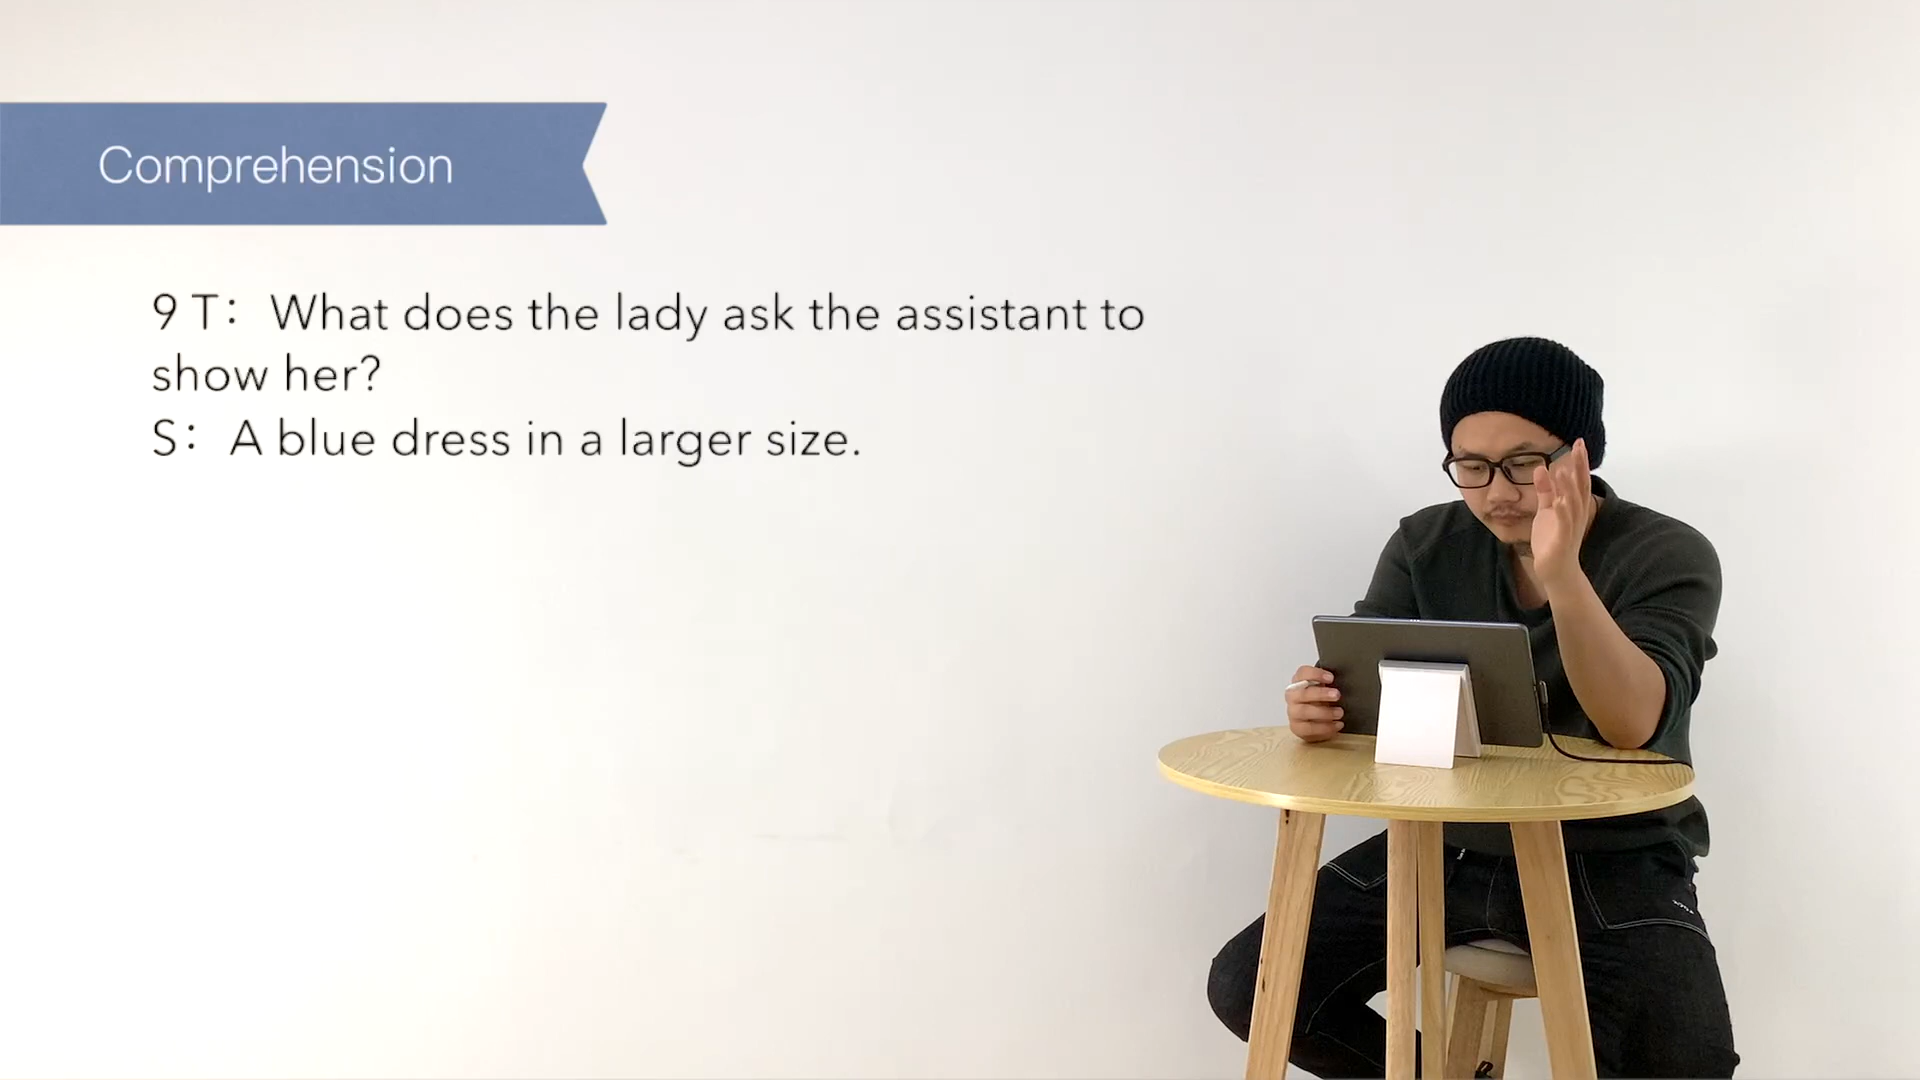 Comprehension
9 T： What does the lady ask the assistant to
show her?
S： A blue dress in a larger size.